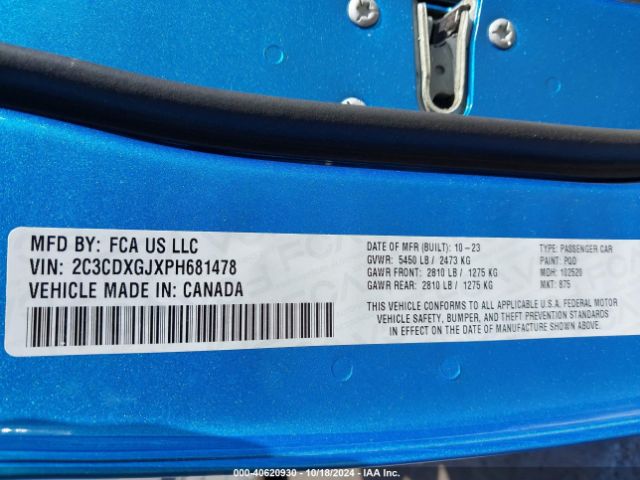 MFD BY: FCA US LLC
VIN: 2C3CDXGJXPH681478
VEHICLE MADE IN: CANADA
DATE OF MFR (BUILT): 10-23
GVWR: 5450 LB / 2473 KG
GAWR FRONT: 2810 LB / 1275 KG
GAWR REAR: 2810 LB / 1275 KG
TYPE: PASSENGER CAR
PAINT: PQD
MDH: 102520
MKT: 875
THIS VEHICLE CONFORMS TO ALL APPLICABLE U.S.A. FEDERAL MOTOR
VEHICLE SAFETY, BUMPER, AND THEFT PREVENTION STANDARDS
IN EFFECT ON THE DATE OF MANUFACTURE SHOWN ABOVE.
000-40620930 - 10/18/2024 - IAA Inc.